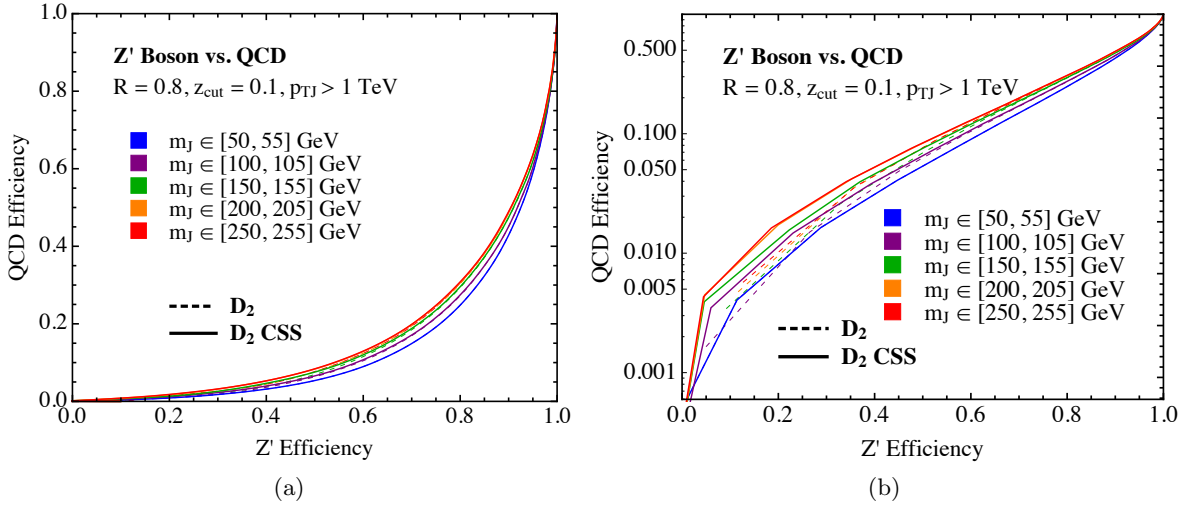 Z' Boson vs. QCD
R = 0.8, z_cut = 0.1, p_TJ > 1 TeV
m_J ∈ [50, 55] GeV
m_J ∈ [100, 105] GeV
m_J ∈ [150, 155] GeV
m_J ∈ [200, 205] GeV
m_J ∈ [250, 255] GeV
D_2
D_2 CSS
QCD Efficiency
1.0
0.8
0.6
0.4
0.2
0.0
0.0 0.2 0.4 0.6 0.8 1.0
Z' Efficiency
(a)
Z' Boson vs. QCD
R = 0.8, z_cut = 0.1, p_TJ > 1 TeV
m_J ∈ [50, 55] GeV
m_J ∈ [100, 105] GeV
m_J ∈ [150, 155] GeV
m_J ∈ [200, 205] GeV
m_J ∈ [250, 255] GeV
D_2
D_2 CSS
QCD Efficiency
0.500
0.100
0.050
0.010
0.005
0.001
0.0 0.2 0.4 0.6 0.8 1.0
Z' Efficiency
(b)